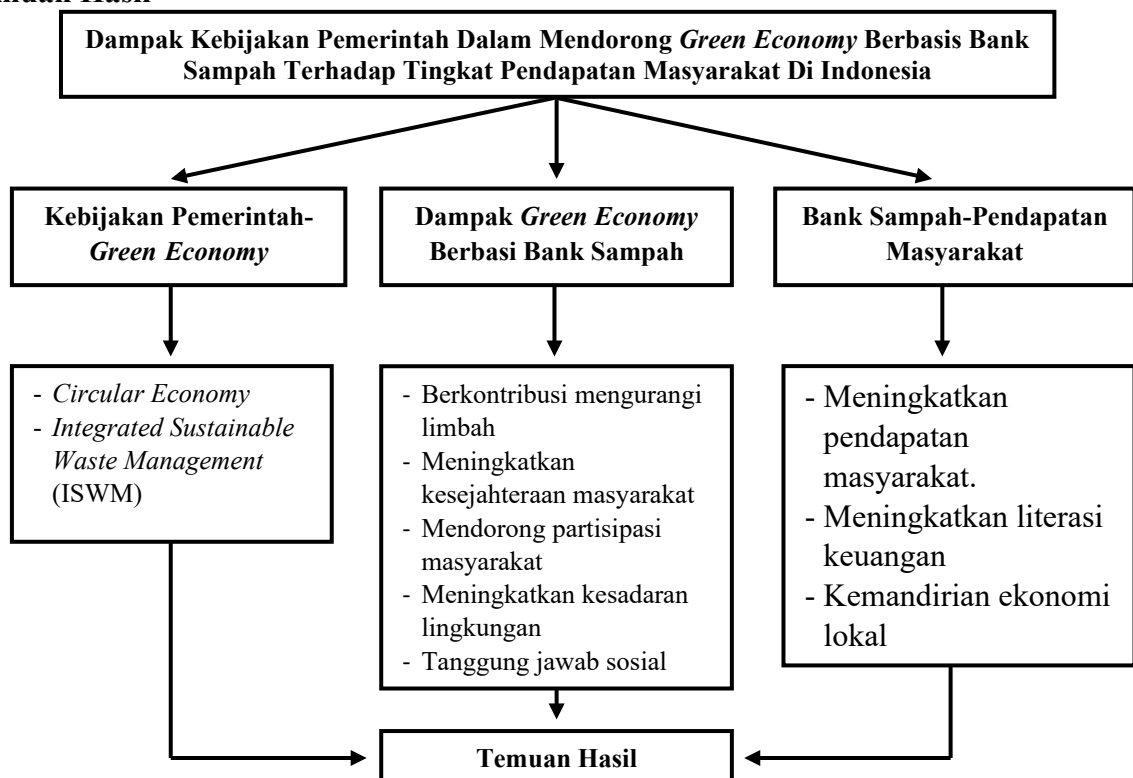 Hasil
Dampak Kebijakan Pemerintah Dalam Mendorong Green Economy Berbasis Bank
Sampah Terhadap Tingkat Pendapatan Masyarakat Di Indonesia
Kebijakan Pemerintah-
Green Economy
Dampak Green Economy
Berbasi Bank Sampah
Bank Sampah-Pendapatan
Masyarakat
- Circular Economy
- Integrated Sustainable
Waste Management
(ISWM)
- Berkontribusi mengurangi
limbah
- Meningkatkan
kesejahteraan masyarakat
- Mendorong partisipasi
masyarakat
- Meningkatkan kesadaran
lingkungan
- Tanggung jawab sosial
- Meningkatkan
pendapatan
masyarakat.
- Meningkatkan literasi
keuangan
- Kemandirian ekonomi
lokal
Temuan Hasil